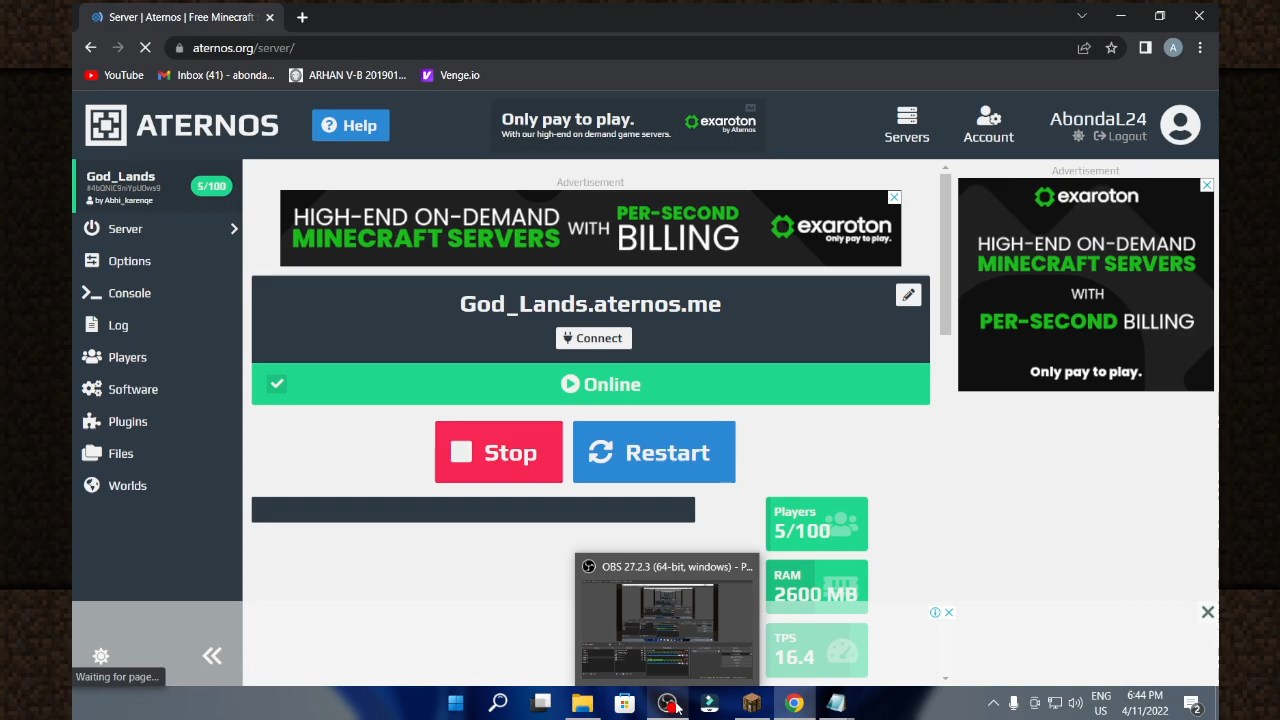 Server | Aternos | Free Minecraft
aternos.org/server/
YouTube
Inbox (41) - abonda...
ARHAN V-B 201901...
Venge.io
ATERNOS
Help
Only pay to play.
With our high-end on demand game servers.
exaroton
by Aternos
Ad
Servers
Account
AbondaL24
Logout
God_Lands
#4bQNlC9niYpU0ws9
by Abhi_karenqe
5/100
Server
Options
Console
Log
Players
Software
Plugins
Files
Worlds
Waiting for page...
Advertisement
HIGH-END ON-DEMAND
MINECRAFT SERVERS
WITH
PER-SECOND
BILLING
exaroton
Only pay to play.
God_Lands.aternos.me
Connect
Online
Stop
Restart
Players
5/100
RAM
2600 MB
TPS
16.4
OBS 27.2.3 (64-bit, windows) - P...
Advertisement
exaroton
HIGH-END ON-DEMAND
MINECRAFT SERVERS
WITH
PER-SECOND BILLING
Only pay to play.
ENG
US
6:44 PM
4/11/2022
2